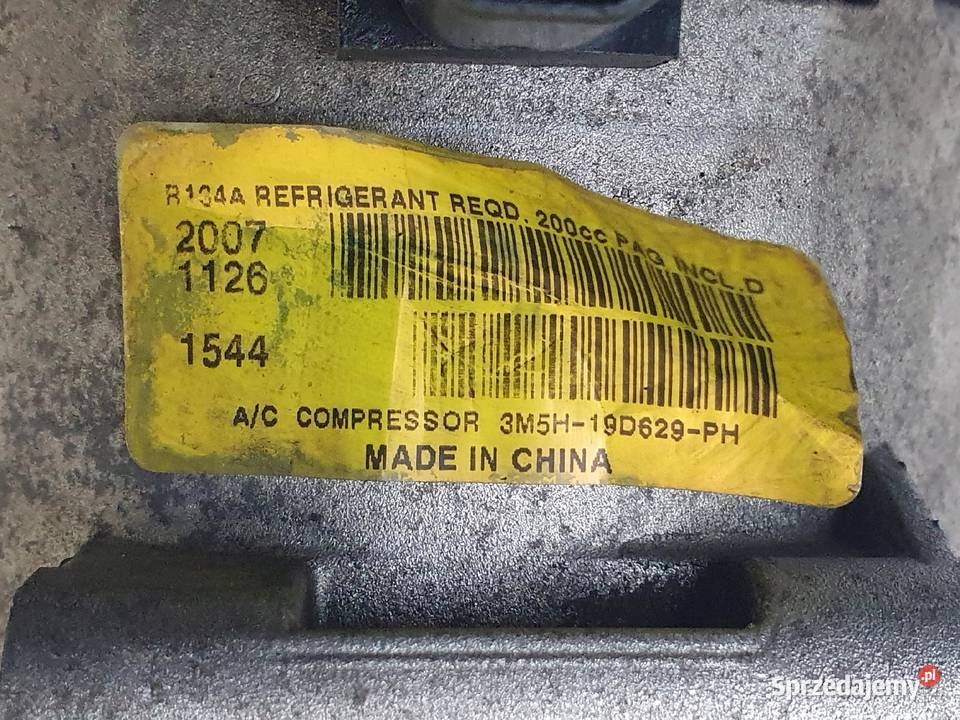 R134A REFRIGERANT REQD. 200cc PAG INCL.D
2007
1126
1544
A/C COMPRESSOR 3M5H-19D629-PH
MADE IN CHINA
Sprzedajemy.pl